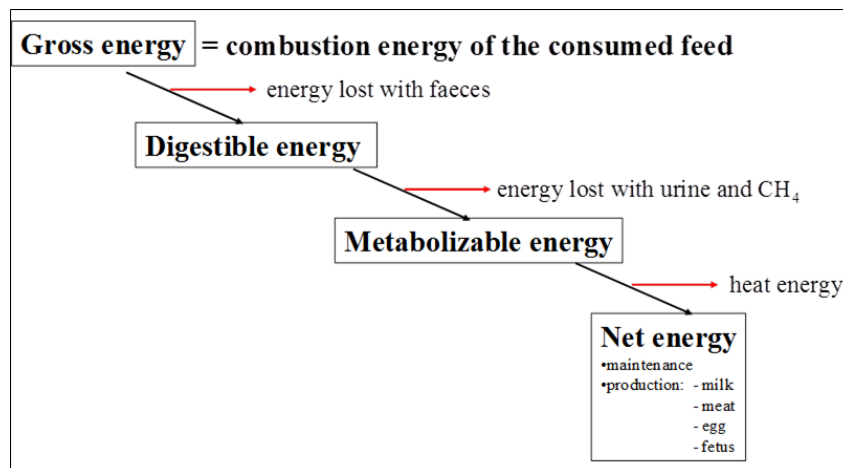 Gross energy = combustion energy of the consumed feed
energy lost with faeces
Digestible energy
energy lost with urine and CH₄
Metabolizable energy
heat energy
Net energy
•maintenance
•production: - milk
- meat
- egg
- fetus